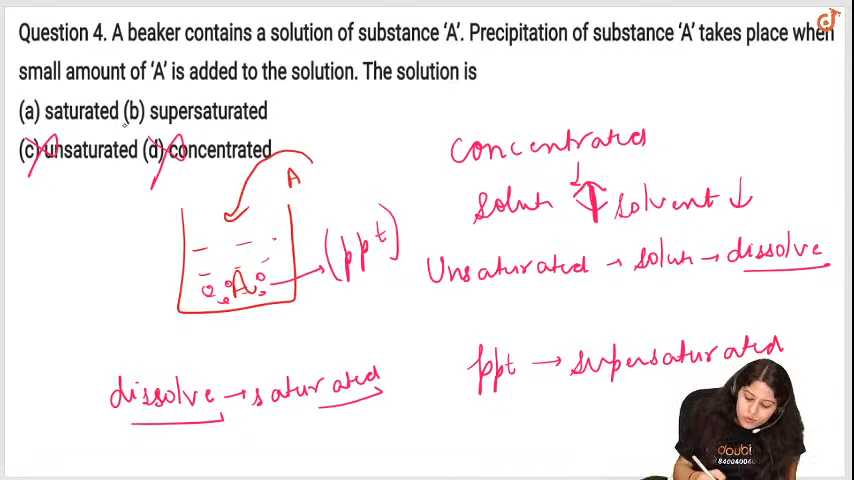 Question 4. A beaker contains a solution of substance ‘A’. Precipitation of substance ‘A’ takes place when
small amount of ‘A’ is added to the solution. The solution is
(a) saturated (b) supersaturated
(c) unsaturated (d) concentrated
concentrated
A
solute ↑ solvent ↓
(ppt)
Unsaturated → solute → dissolve
A
ppt → supersaturated
dissolve → saturated
doubt